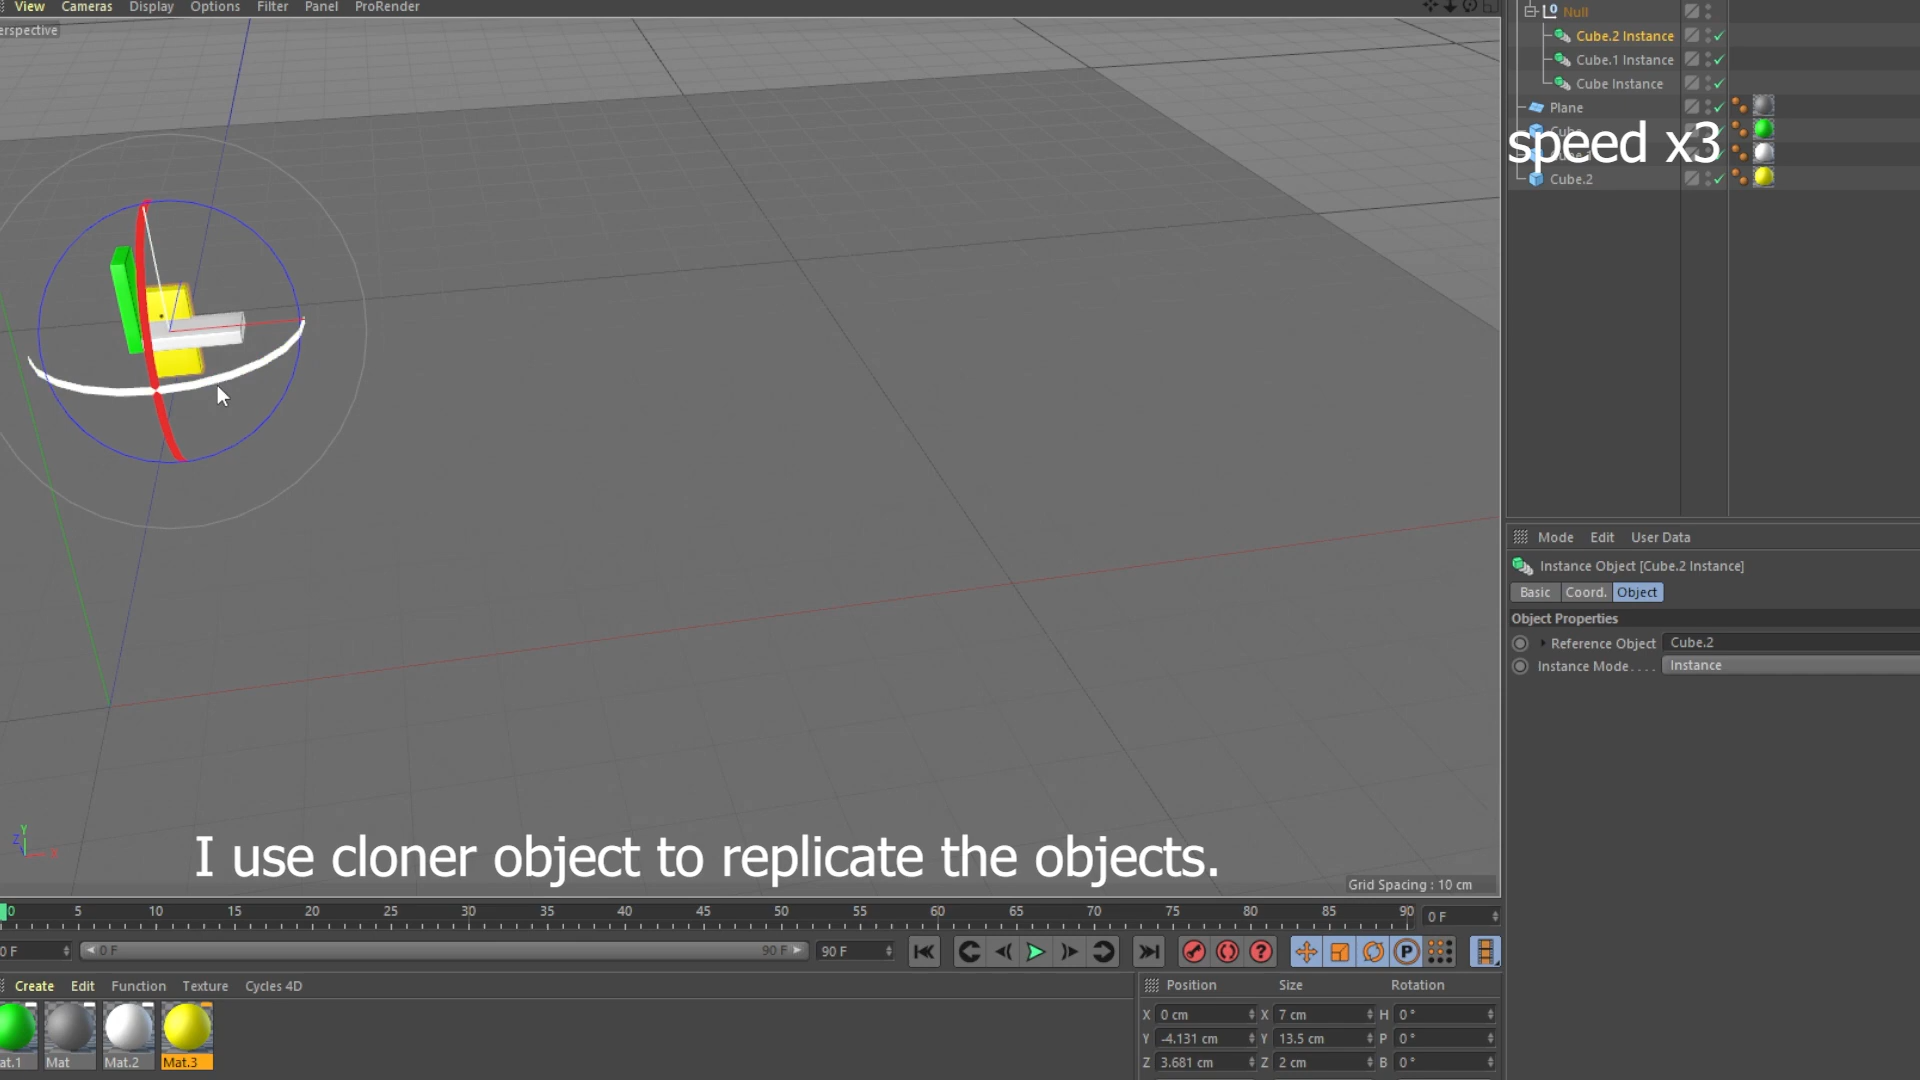 View Cameras Display Options Filter Panel ProRender
erspective
Null
Cube.2 Instance
Cube.1 Instance
Cube Instance
Plane
speed x3
Cube.2
Mode Edit User Data
Instance Object [Cube.2 Instance]
Basic Coord. Object
Object Properties
Reference Object Cube.2
Instance Mode.... Instance
Y
Z
I use cloner object to replicate the objects.
Grid Spacing : 10 cm
0 5 10 15 20 25 30 35 40 45 50 55 60 65 70 75 80 85 90 0 F
0 F 0 F 90 F 90 F
P
Create Edit Function Texture Cycles 4D
at.1 Mat Mat.2 Mat.3
Position Size Rotation
X 0 cm X 7 cm H 0°
Y -4.131 cm Y 13.5 cm P 0°
Z 3.681 cm Z 2 cm B 0°